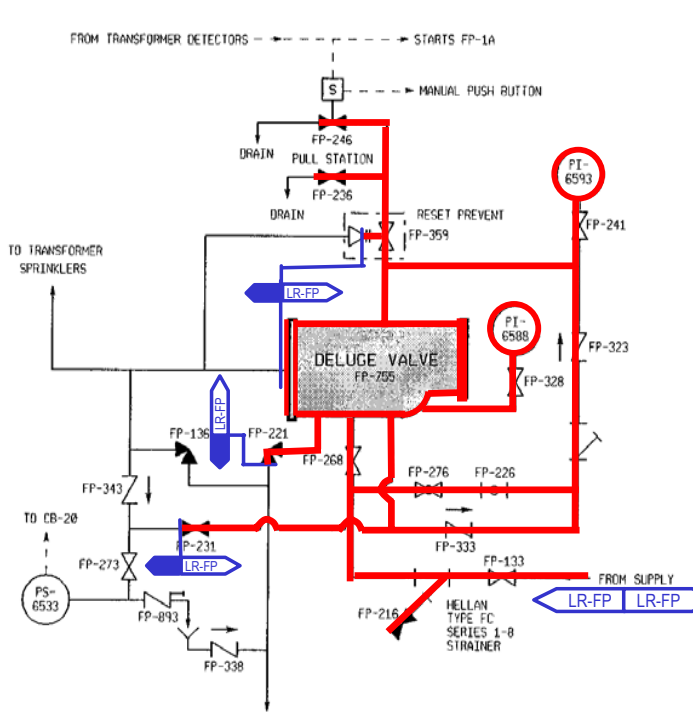 FROM TRANSFORMER DETECTORS
STARTS FP-1A
S
MANUAL PUSH BUTTON
FP-246
DRAIN
PULL STATION
FP-236
DRAIN
PI-
6593
RESET PREVENT
FP-241
FP-359
TO TRANSFORMER
SPRINKLERS
LR-FP
PI-
6588
DELUGE VALVE
FP-755
FP-323
FP-328
LR-FP
FP-136
FP-221
FP-268
FP-276
FP-226
FP-343
TO CB-20
FP-231
FP-333
FP-273
LR-FP
FP-133
FROM SUPPLY
PS-
6533
LR-FP
LR-FP
FP-893
FP-216
HELLAN
TYPE FC
SERIES 1-8
STRAINER
FP-338